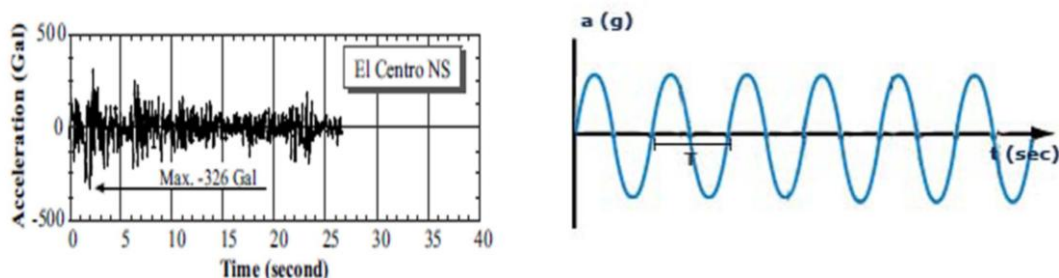 500
0
-500
Acceleration (Gal)
El Centro NS
Max. -326 Gal
0 5 10 15 20 25 30 35 40
Time (second)
a (g)
T
t (sec)